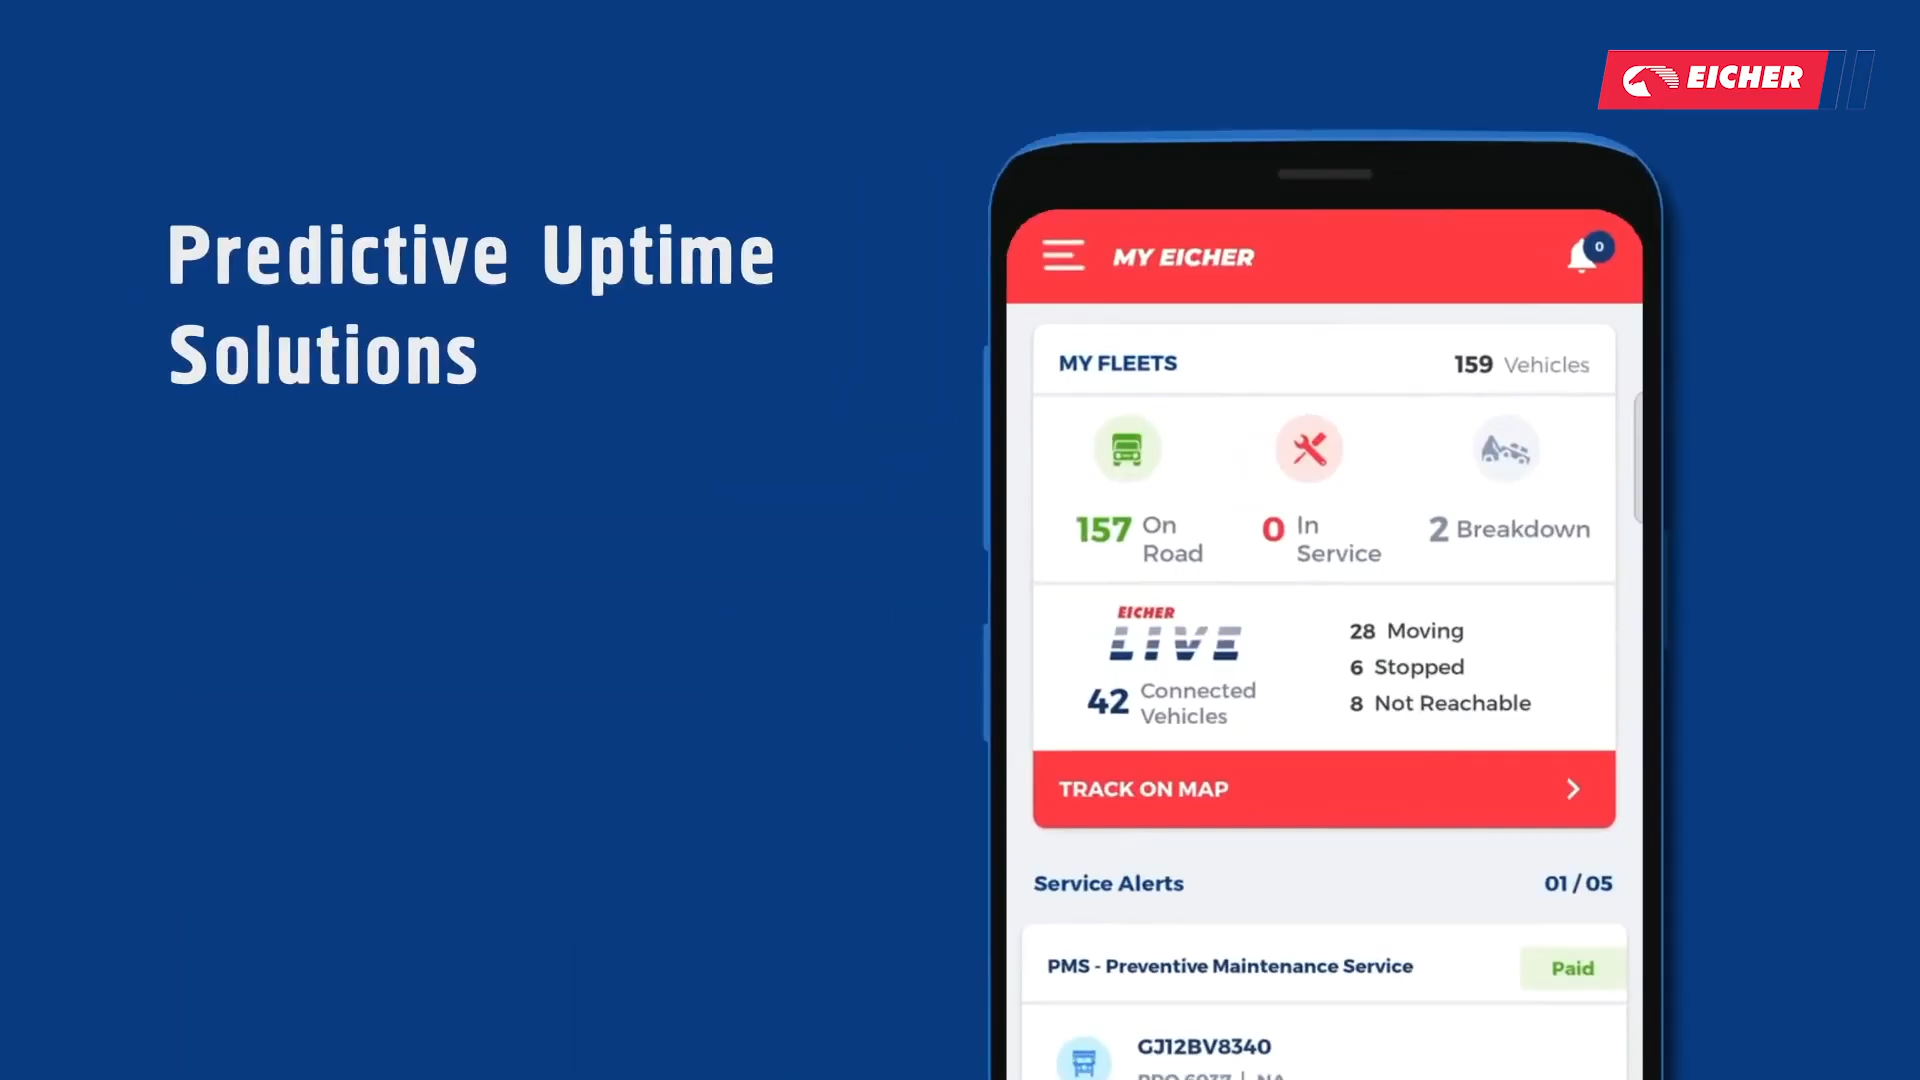 EICHER
Predictive Uptime
Solutions
MY EICHER
0
MY FLEETS
159 Vehicles
157 On Road
0 In Service
2 Breakdown
EICHER
LIVE
42 Connected Vehicles
28 Moving
6 Stopped
8 Not Reachable
TRACK ON MAP
Service Alerts
01 / 05
PMS - Preventive Maintenance Service
Paid
GJ12BV8340